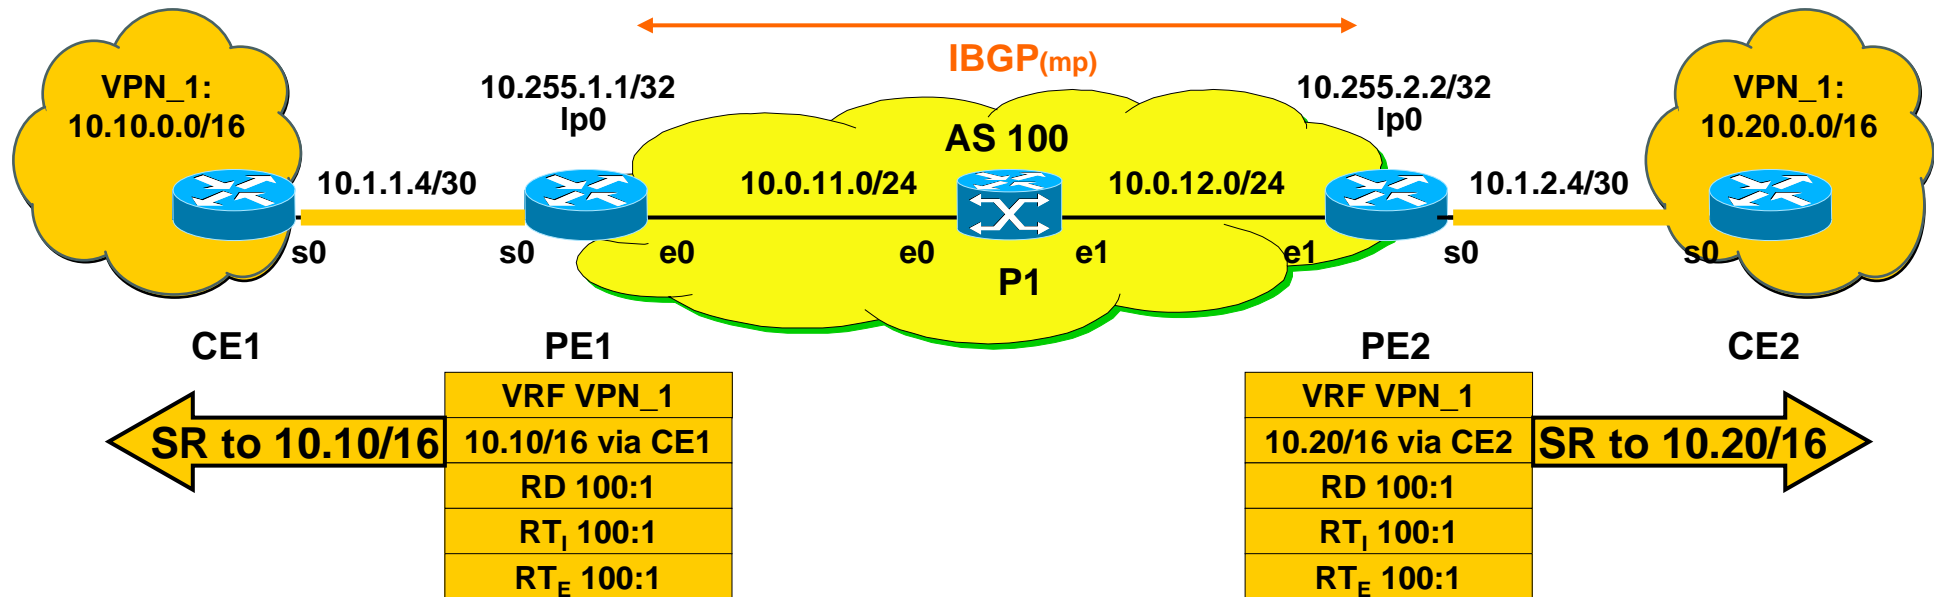 IBGP(mp)
VPN_1:
10.10.0.0/16
10.255.1.1/32
lp0
10.255.2.2/32
lp0
VPN_1:
10.20.0.0/16
AS 100
10.1.1.4/30
10.0.11.0/24
10.0.12.0/24
10.1.2.4/30
s0
s0
e0
e0
e1
e1
s0
s0
P1
CE1
PE1
PE2
CE2
SR to 10.10/16
VRF VPN_1
10.10/16 via CE1
RD 100:1
RTI 100:1
RTE 100:1
VRF VPN_1
10.20/16 via CE2
RD 100:1
RTI 100:1
RTE 100:1
SR to 10.20/16